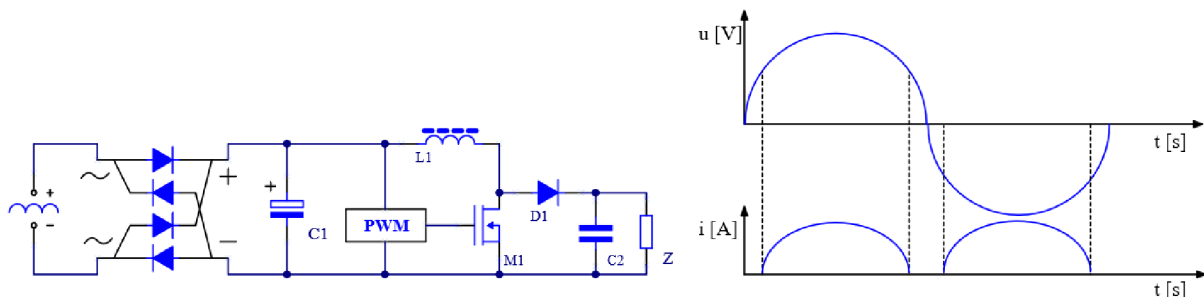 L1
+
+
C1
PWM
M1
D1
C2
Z
+
−
∼
∼
−
u [V]
t [s]
i [A]
t [s]